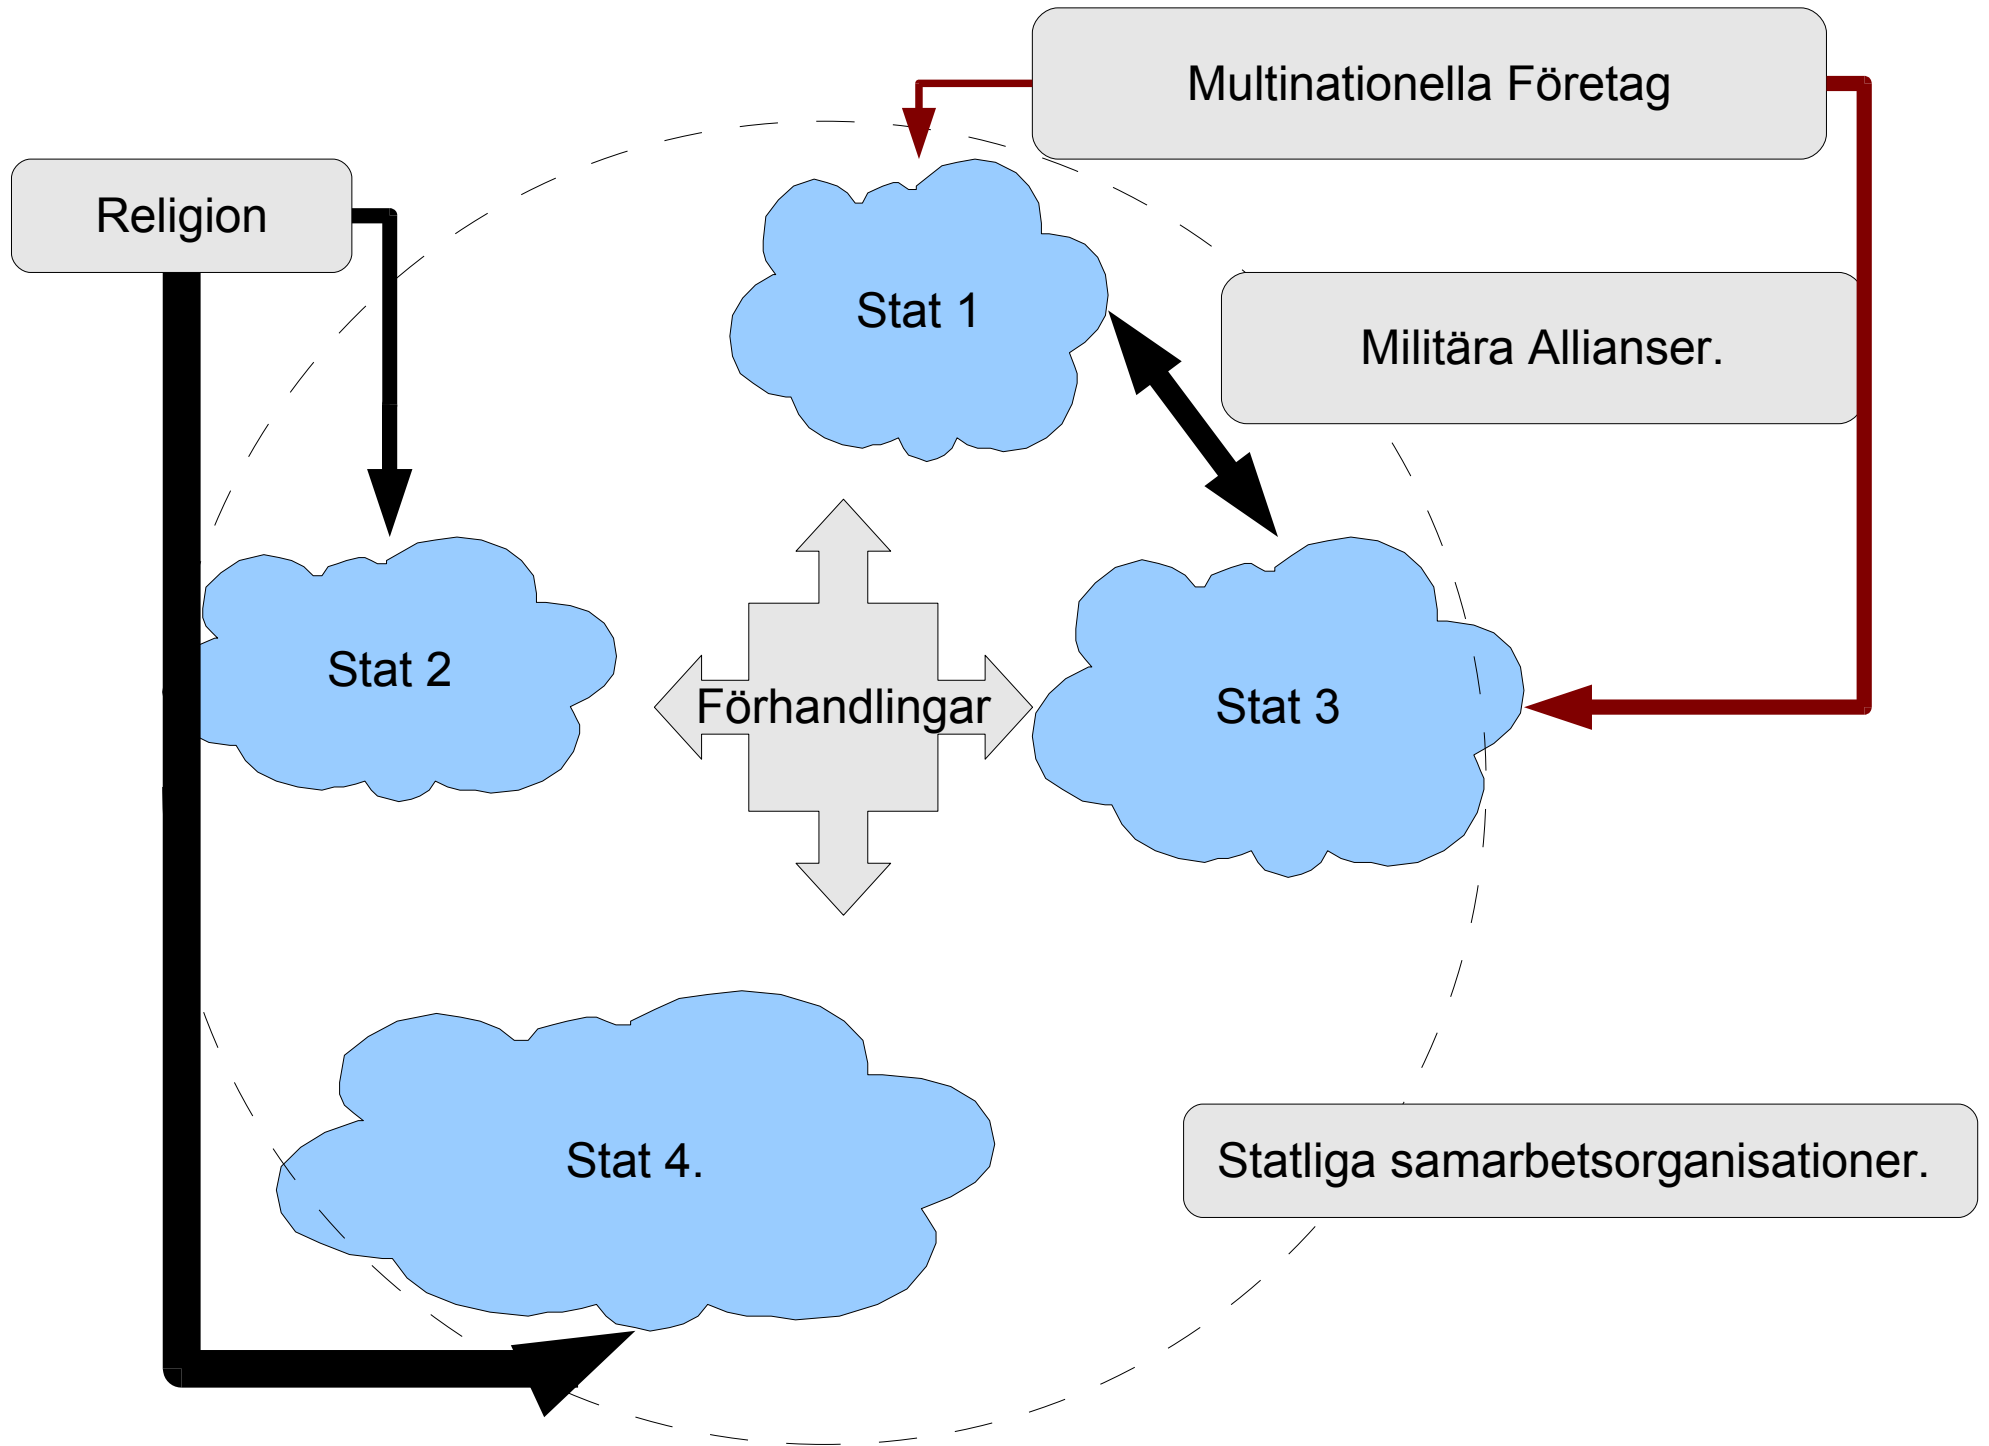 Multinationella Företag
Religion
Stat 1
Militära Allianser.
Stat 2
Förhandlingar
Stat 3
Stat 4.
Statliga samarbetsorganisationer.